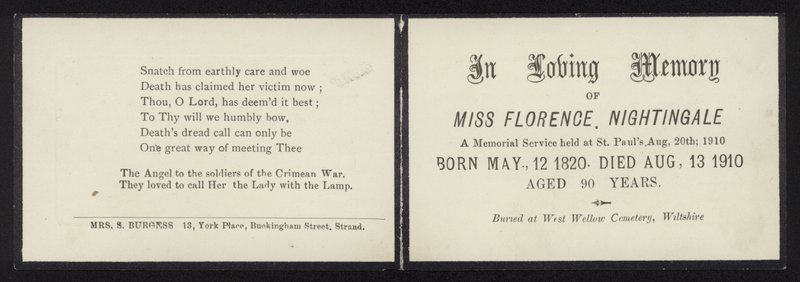 Snatch from earthly care and woe
Death has claimed her victim now ;
Thou, O Lord, has deem'd it best ;
To Thy will we humbly bow,
Death's dread call can only be
One great way of meeting Thee
The Angel to the soldiers of the Crimean War.
They loved to call Her the Lady with the Lamp.
MRS. S. BURGESS 13, York Place, Buckingham Street, Strand.
In Loving Memory
OF
MISS FLORENCE. NIGHTINGALE
A Memorial Service held at St. Paul's, Aug, 20th; 1910
BORN MAY., 12 1820. DIED AUG, 13 1910
AGED 90 YEARS.
Buried at West Wellow Cemetery, Wiltshire